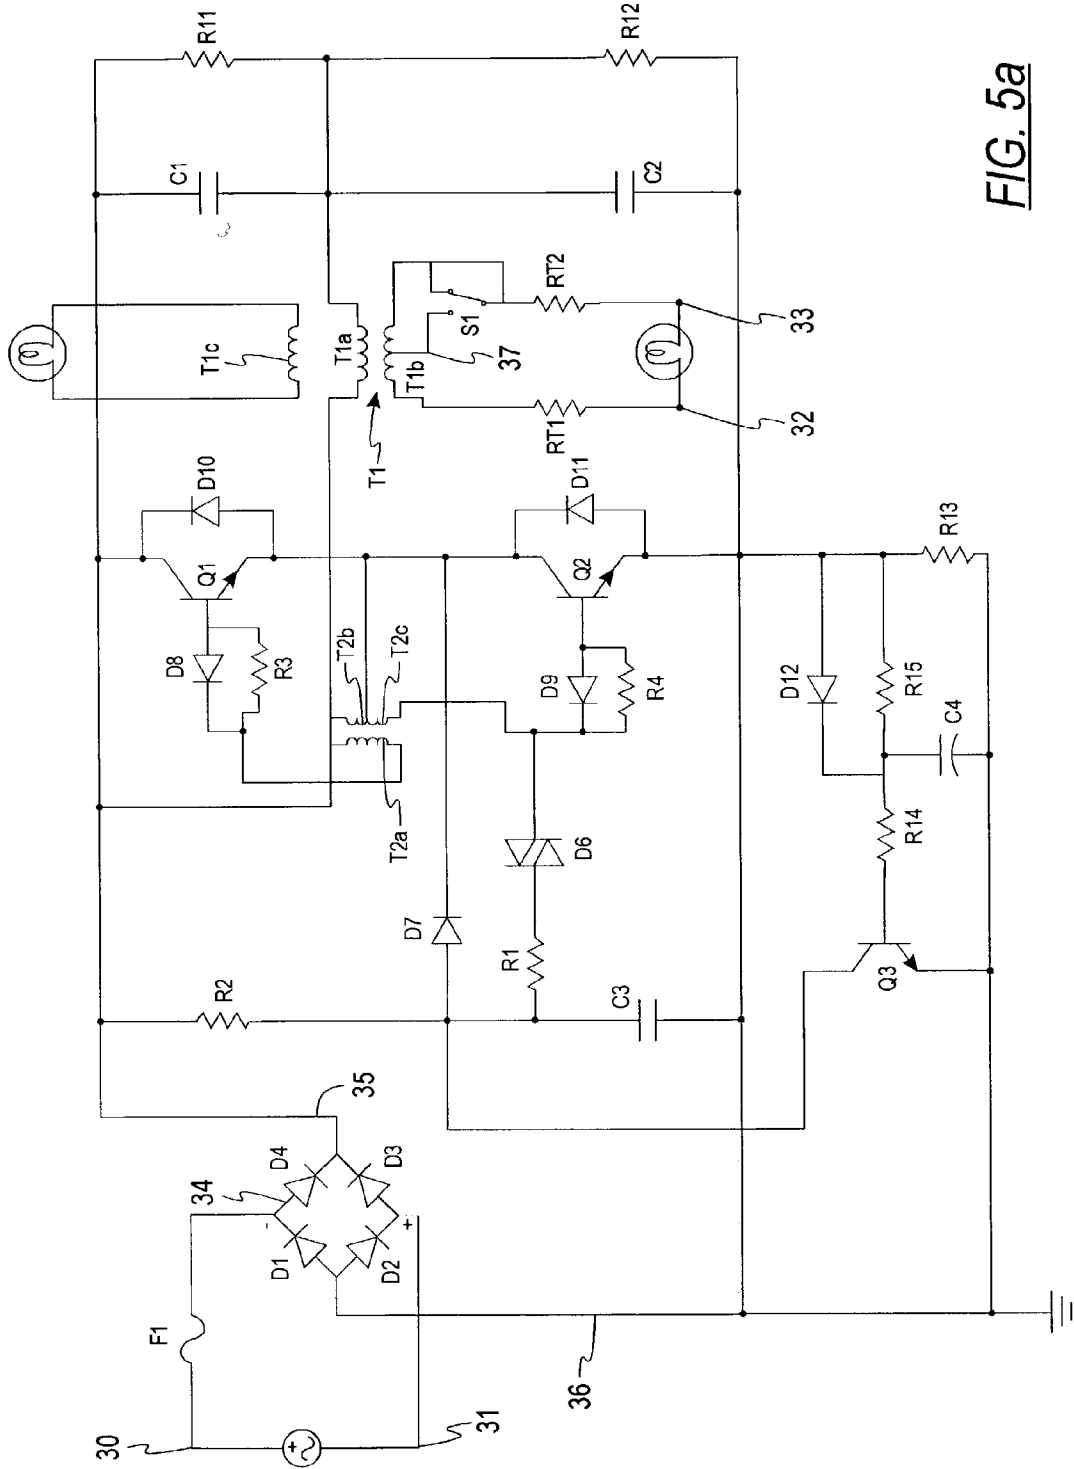 30
F1
31
34
D1
D4
D2
D3
-
+
35
36
R2
D7
R1
C3
D6
T2a
T2b
T2c
D8
R3
Q1
D10
D9
R4
Q2
D11
Q3
R14
D12
R15
C4
R13
T1
T1c
T1a
T1b
37
S1
RT1
RT2
32
33
C1
C2
R11
R12
FIG. 5a